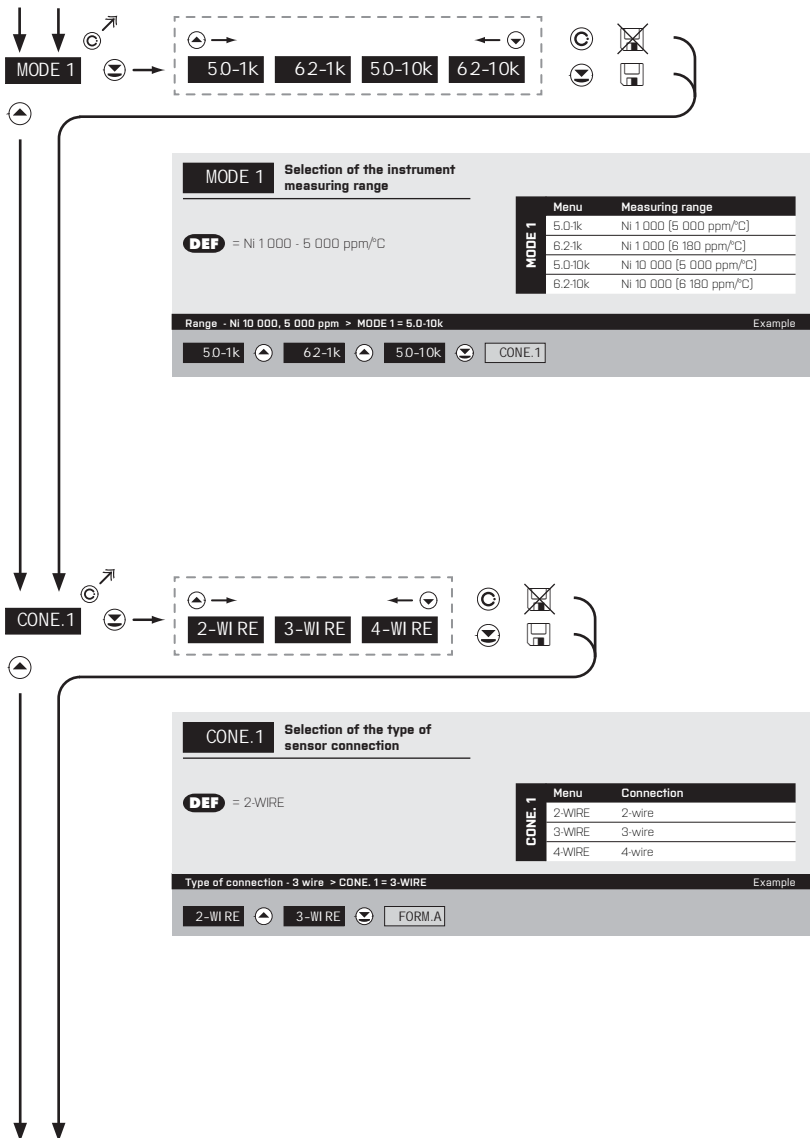 MODE 1
5.0-1k 6.2-1k 5.0-10k 6.2-10k
MODE 1
Selection of the instrument
measuring range
DEF = Ni 1 000 - 5 000 ppm/°C
MODE 1
Menu Measuring range
5.0-1k Ni 1 000 (5 000 ppm/°C)
6.2-1k Ni 1 000 (6 180 ppm/°C)
5.0-10k Ni 10 000 (5 000 ppm/°C)
6.2-10k Ni 10 000 (6 180 ppm/°C)
Range - Ni 10 000, 5 000 ppm > MODE 1 = 5.0-10k Example
5.0-1k 6.2-1k 5.0-10k CONE.1
CONE.1
2-WIRE 3-WIRE 4-WIRE
CONE.1
Selection of the type of
sensor connection
DEF = 2-WIRE
CONE. 1
Menu Connection
2-WIRE 2-wire
3-WIRE 3-wire
4-WIRE 4-wire
Type of connection - 3 wire > CONE. 1 = 3-WIRE Example
2-WIRE 3-WIRE FORM.A